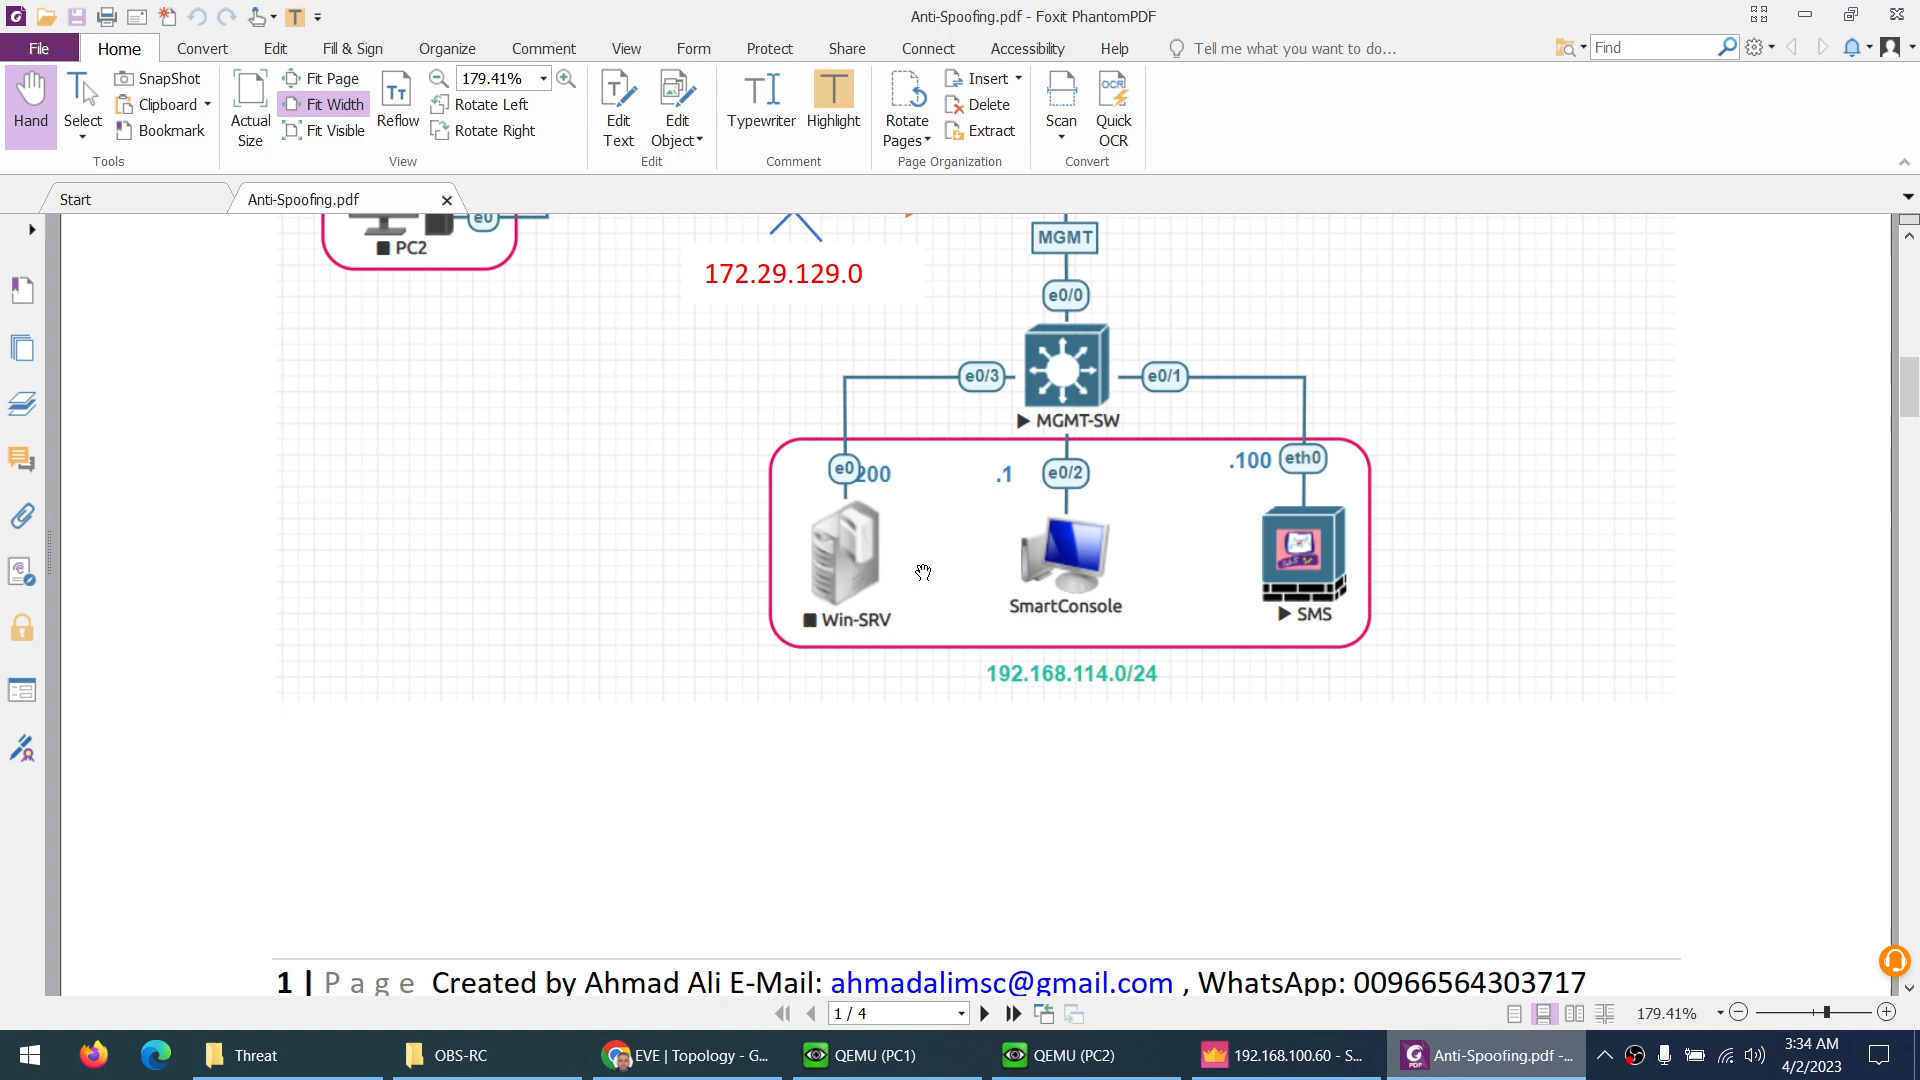 Anti-Spoofing.pdf - Foxit PhantomPDF
File
Home
Convert
Edit
Fill & Sign
Organize
Comment
View
Form
Protect
Share
Connect
Accessibility
Help
Tell me what you want to do...
Find
Hand
Select
SnapShot
Clipboard
Bookmark
Tools
Actual Size
Fit Page
Fit Width
Fit Visible
Reflow
179.41%
Rotate Left
Rotate Right
View
Edit Text
Edit Object
Edit
Typewriter
Highlight
Comment
Rotate Pages
Insert
Delete
Extract
Page Organization
Scan
Quick OCR
Convert
Start
Anti-Spoofing.pdf
e0
PC2
172.29.129.0
MGMT
e0/0
e0/3
e0/1
MGMT-SW
e0
200
.1
e0/2
.100
eth0
Win-SRV
SmartConsole
SMS
192.168.114.0/24
1 | P a g e Created by Ahmad Ali E-Mail: ahmadalimsc@gmail.com , WhatsApp: 00966564303717
1 / 4
179.41%
Threat
OBS-RC
EVE | Topology - G...
QEMU (PC1)
QEMU (PC2)
192.168.100.60 - S...
Anti-Spoofing.pdf -...
3:34 AM
4/2/2023